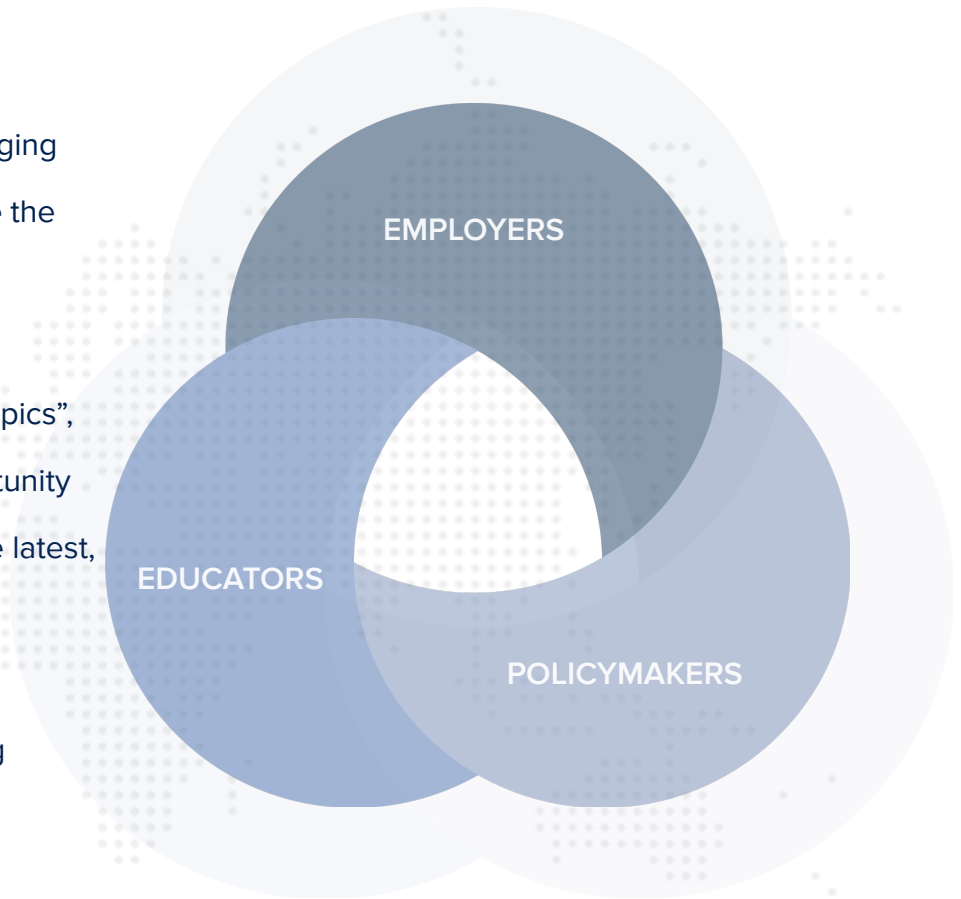 ging
the
EMPLOYERS
pics”,
tunity
latest,
EDUCATORS
POLICYMAKERS
g